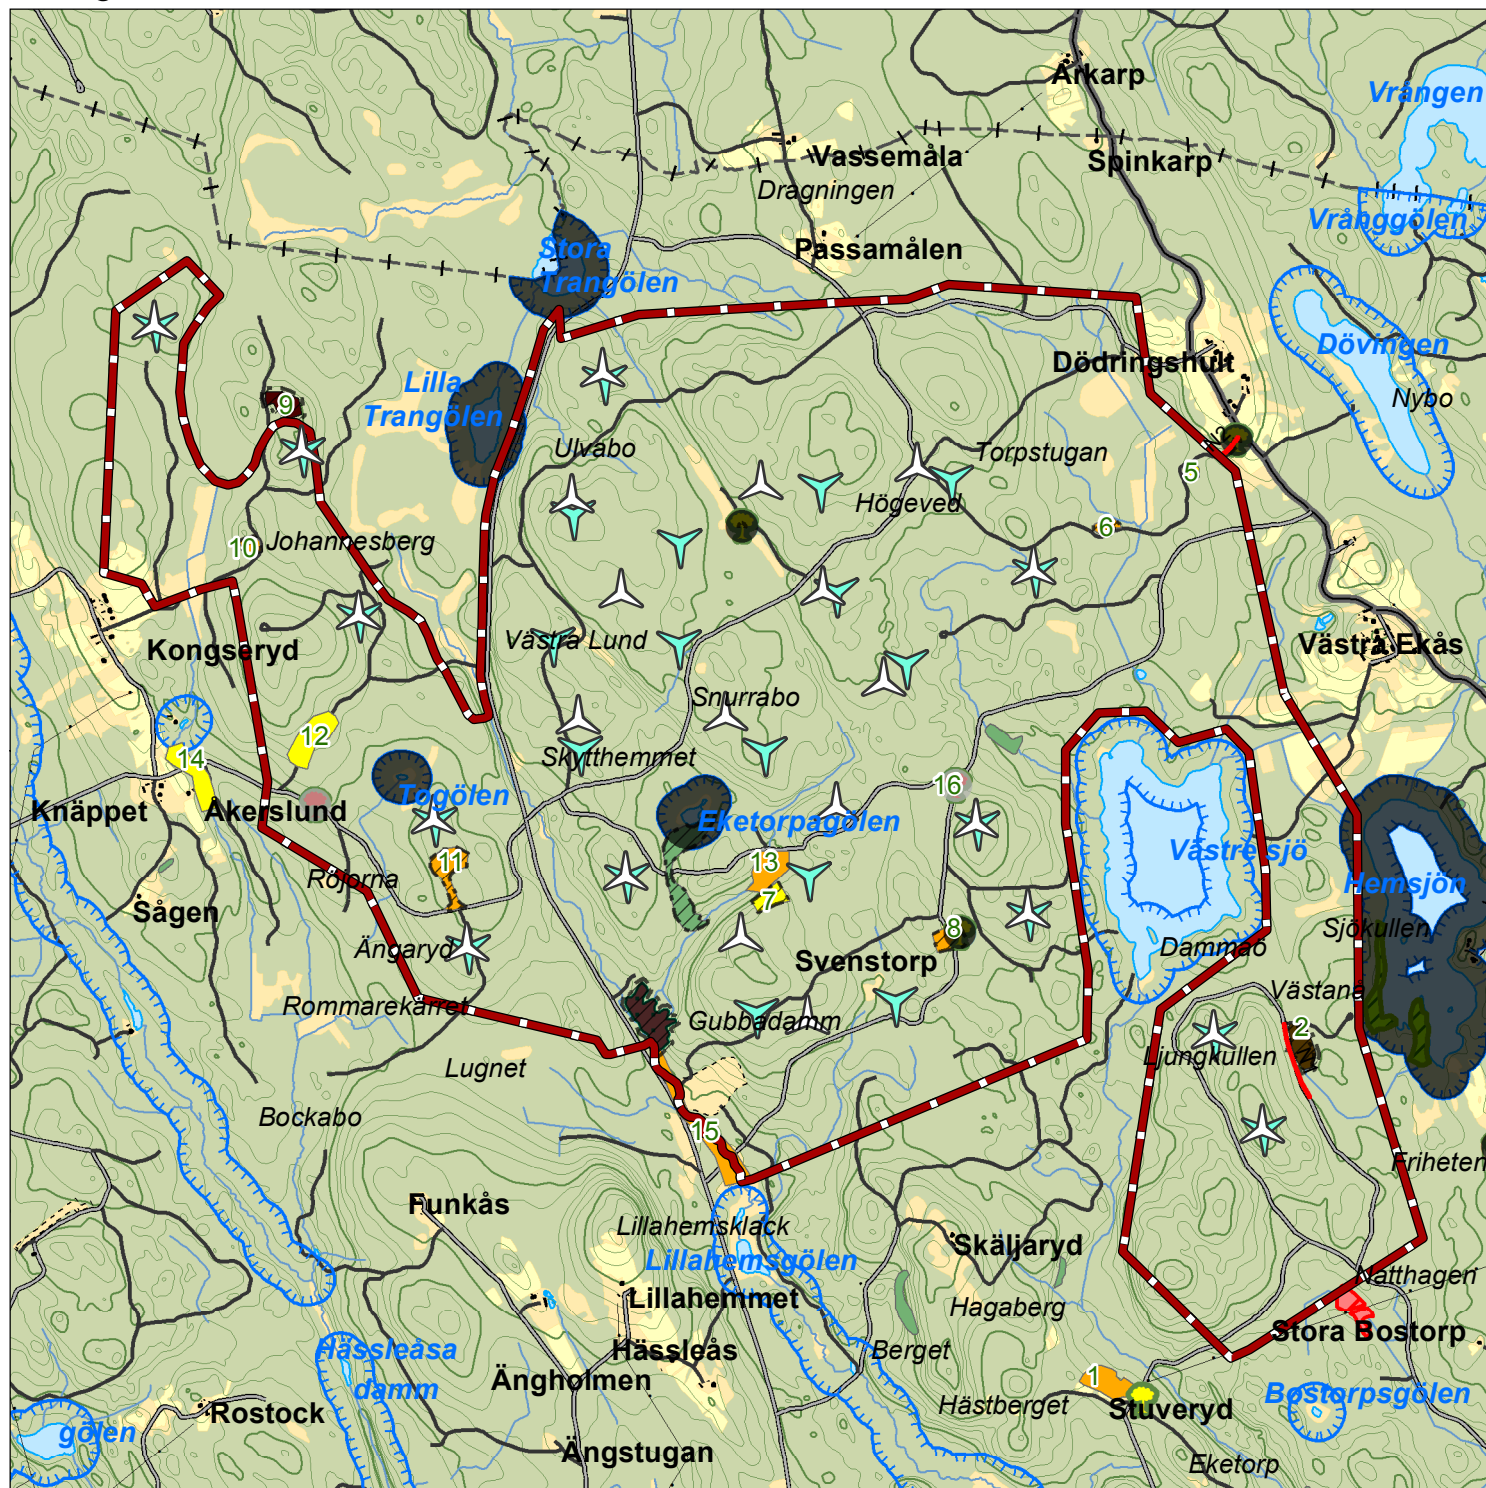 Årkarp
Vrången
Vassemåla
Spinkarp
Dragningen
Vrånggölen
Stora
Trangölen
Passamålen
Dövingen
Dödringshult
Lilla
Trangölen
Nybo
9
Ulvabo
Torpstugan
5
Högeved
6
10
Johannesberg
Västra Lund
Kongseryd
Västra Ekås
Snurrabo
12
14
Skytthemmet
16
Togölen
Knäppet
Åkerslund
Eketorpagölen
Västre sjö
11
13
Röjorna
Hemsjön
7
Sågen
8
Sjökullen
Ängaryd
Svenstorp
Dammaö
Västanå
Rommarekärret
Gubbadamm
2
Ljungkullen
Lugnet
Bockabo
15
Friheten
Funkås
Lillahemsklack
Skäljaryd
Lillahemsgölen
Natthagen
Lillahemmet
Hagaberg
Stora Bostorp
Hässleåsa
damm
Hässleås
Berget
Ängholmen
1
Hästberget
Stuveryd
Bostorpsgölen
Rostock
gölen
Ängstugan
Eketorp